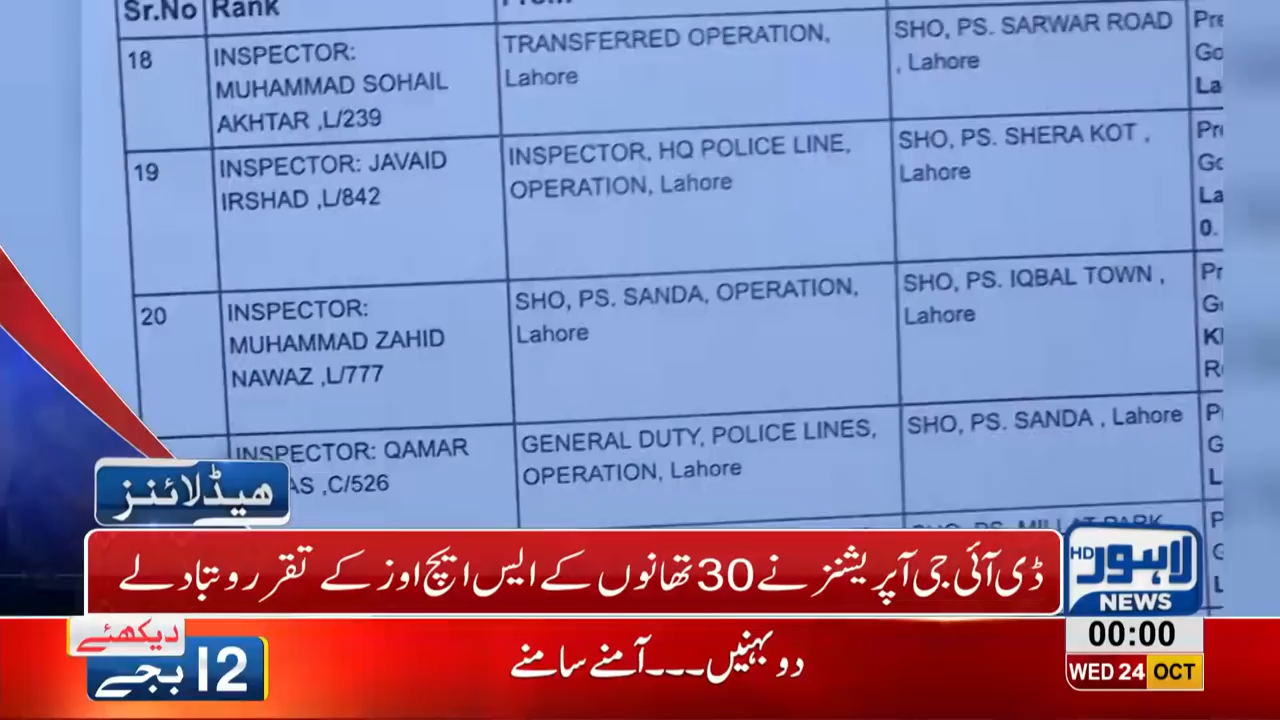 Sr.No Rank
18 INSPECTOR: MUHAMMAD SOHAIL AKHTAR ,L/239 TRANSFERRED OPERATION, Lahore SHO, PS. SARWAR ROAD , Lahore
19 INSPECTOR: JAVAID IRSHAD ,L/842 INSPECTOR, HQ POLICE LINE, OPERATION, Lahore SHO, PS. SHERA KOT , Lahore
20 INSPECTOR: MUHAMMAD ZAHID NAWAZ ,L/777 SHO, PS. SANDA, OPERATION, Lahore SHO, PS. IQBAL TOWN , Lahore
INSPECTOR: QAMAR ,C/526 GENERAL DUTY, POLICE LINES, OPERATION, Lahore SHO, PS. SANDA , Lahore
ہیڈلائنز
ڈی آئی جی آپریشنز نے 30 تھانوں کے ایس ایچ اوز کے تقرر و تبادلے
لاہور HD
NEWS
00:00
WED 24 OCT
دیکھئے
12 بجے
دو بہنیں۔۔۔آمنے سامنے